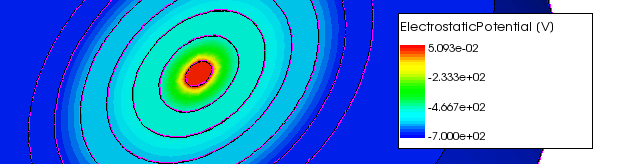 ElectrostaticPotential (V)
5.093e-02
-2.333e+02
-4.667e+02
-7.000e+02